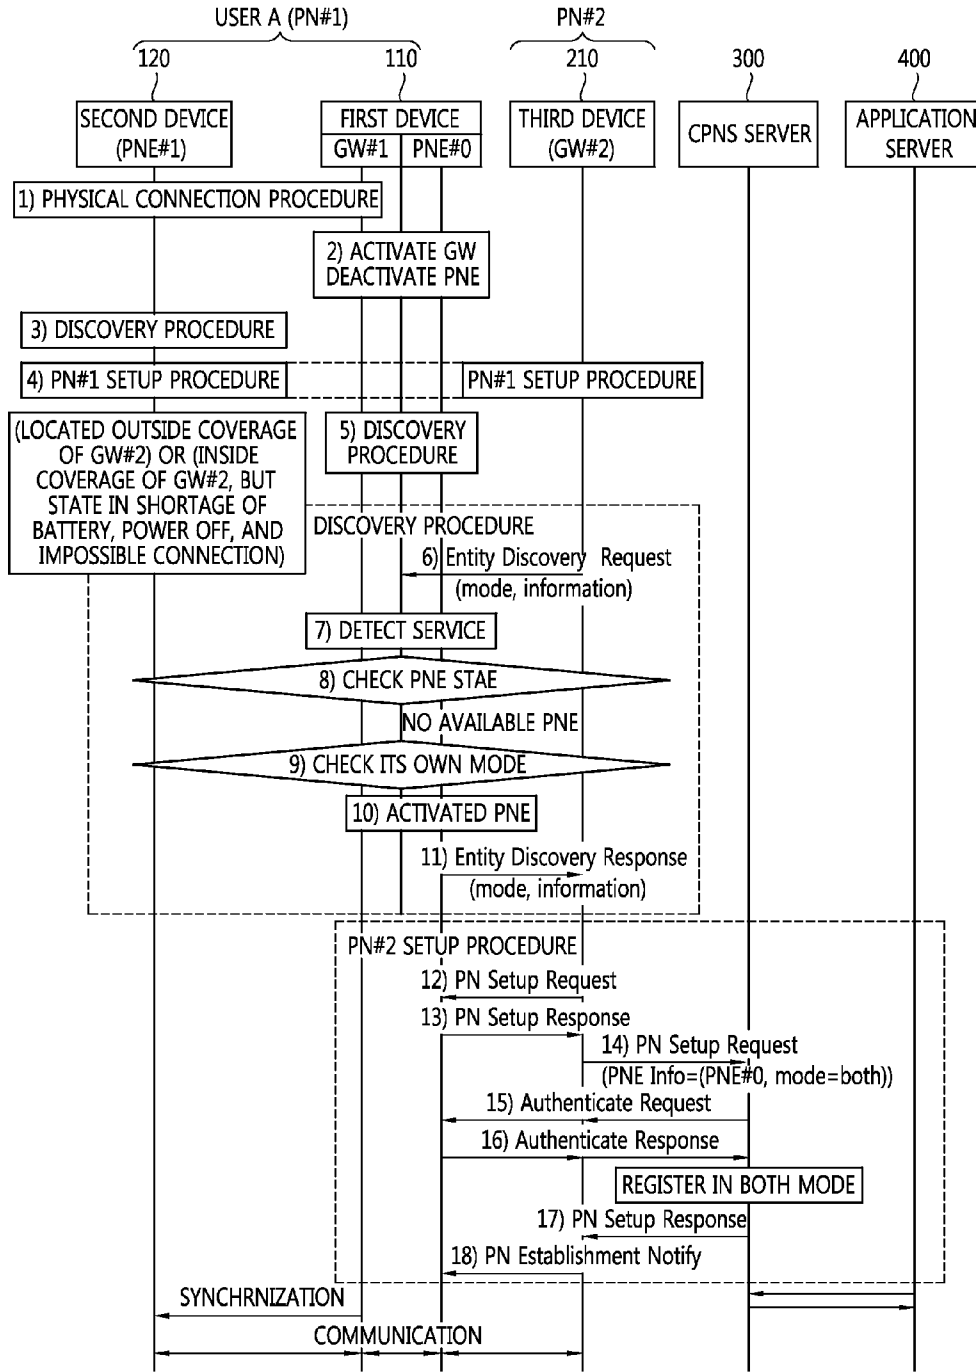 USER A (PN#1)
PN#2
120
110
210
300
400
SECOND DEVICE
(PNE#1)
FIRST DEVICE
GW#1
PNE#0
THIRD DEVICE
(GW#2)
CPNS SERVER
APPLICATION
SERVER
1) PHYSICAL CONNECTION PROCEDURE
2) ACTIVATE GW
DEACTIVATE PNE
3) DISCOVERY PROCEDURE
4) PN#1 SETUP PROCEDURE
PN#1 SETUP PROCEDURE
(LOCATED OUTSIDE COVERAGE
OF GW#2) OR (INSIDE
COVERAGE OF GW#2, BUT
STATE IN SHORTAGE OF
BATTERY, POWER OFF, AND
IMPOSSIBLE CONNECTION)
5) DISCOVERY
PROCEDURE
DISCOVERY PROCEDURE
6) Entity Discovery Request
(mode, information)
7) DETECT SERVICE
8) CHECK PNE STAE
NO AVAILABLE PNE
9) CHECK ITS OWN MODE
10) ACTIVATED PNE
11) Entity Discovery Response
(mode, information)
PN#2 SETUP PROCEDURE
12) PN Setup Request
13) PN Setup Response
14) PN Setup Request
(PNE Info=(PNE#0, mode=both))
15) Authenticate Request
16) Authenticate Response
REGISTER IN BOTH MODE
17) PN Setup Response
18) PN Establishment Notify
SYNCHRNIZATION
COMMUNICATION